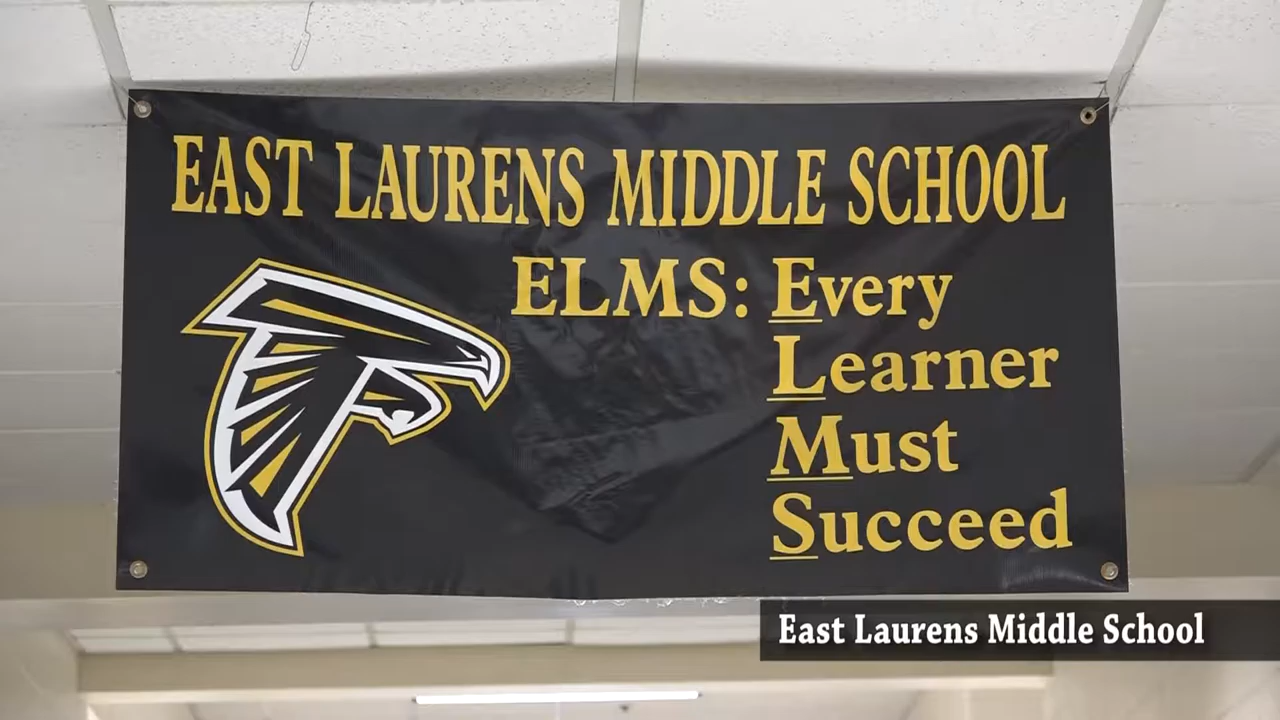 EAST LAURENS MIDDLE SCHOOL
ELMS: Every
Learner
Must
Succeed
East Laurens Middle School